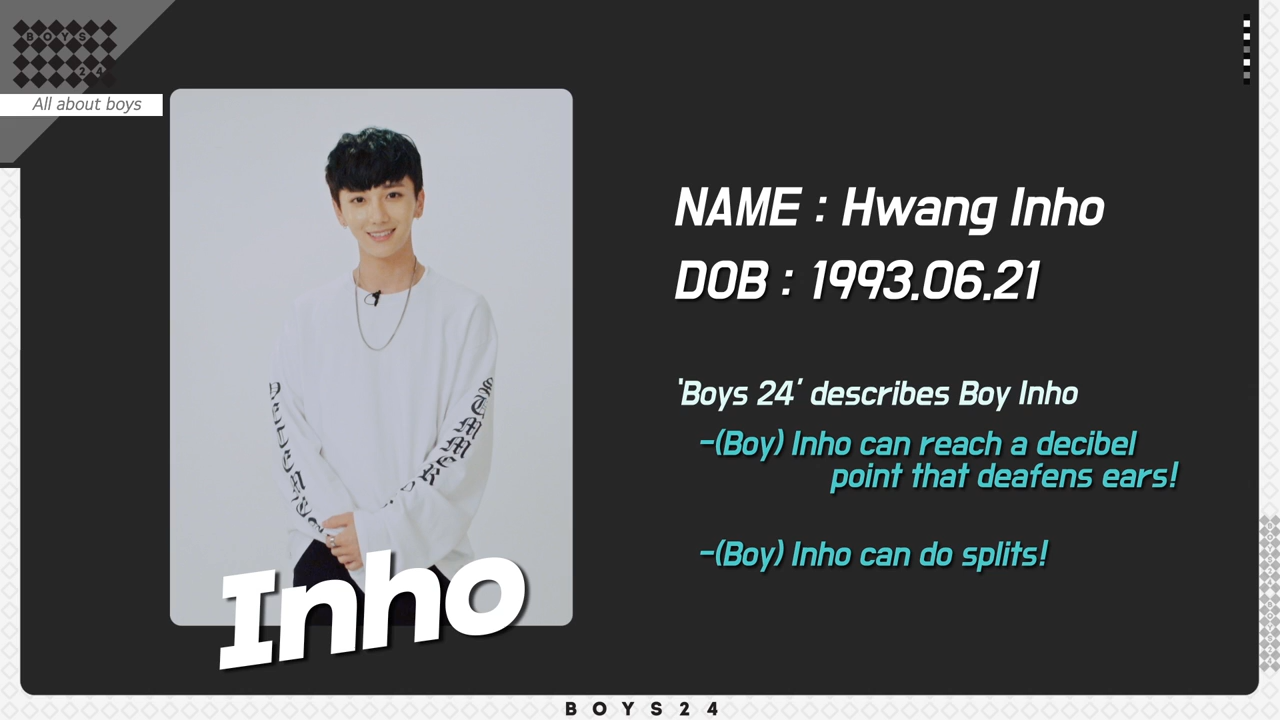 BOYS
24
All about boys
NAME : Hwang Inho
DOB : 1993.06.21
'Boys 24' describes Boy Inho
-(Boy) Inho can reach a decibel
point that deafens ears!
-(Boy) Inho can do splits!
SUMMER
Inho
BOYS24